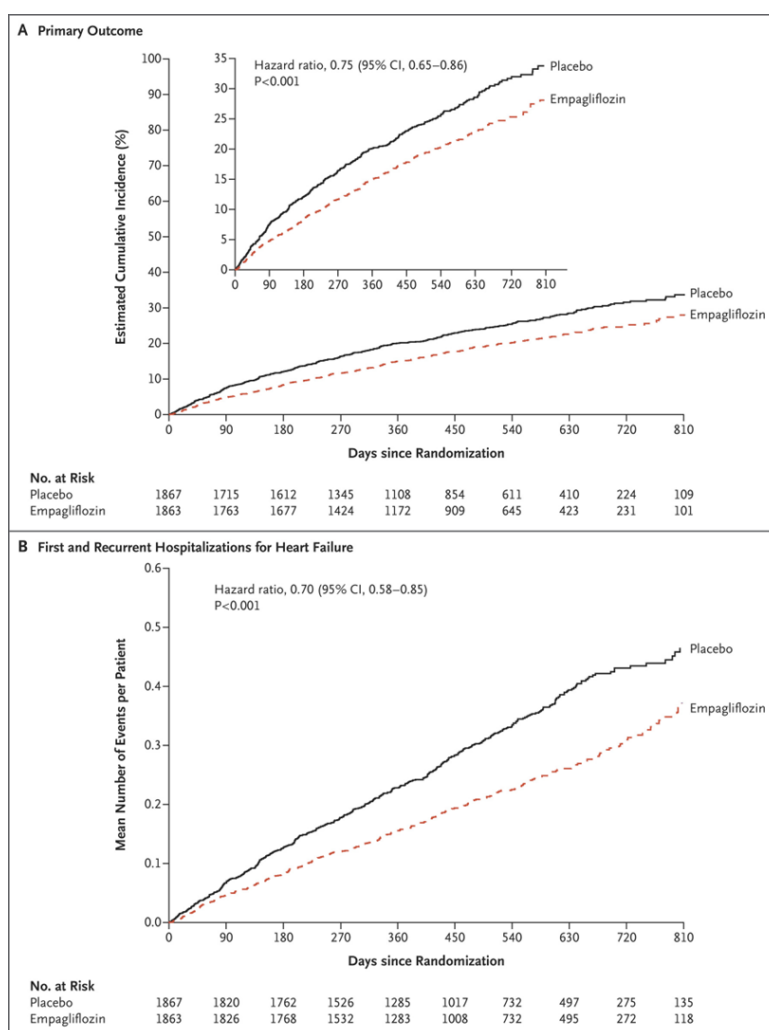 A Primary Outcome
Estimated Cumulative Incidence (%)
100
90
80
70
60
50
40
30
20
10
0
35
30
25
20
15
10
5
0
Hazard ratio, 0.75 (95% CI, 0.65–0.86)
P<0.001
Placebo
Empagliflozin
0 90 180 270 360 450 540 630 720 810
Placebo
Empagliflozin
0 90 180 270 360 450 540 630 720 810
Days since Randomization
No. at Risk
Placebo 1867 1715 1612 1345 1108 854 611 410 224 109
Empagliflozin 1863 1763 1677 1424 1172 909 645 423 231 101
B First and Recurrent Hospitalizations for Heart Failure
Mean Number of Events per Patient
0.6
0.5
0.4
0.3
0.2
0.1
0.0
Hazard ratio, 0.70 (95% CI, 0.58–0.85)
P<0.001
Placebo
Empagliflozin
0 90 180 270 360 450 540 630 720 810
Days since Randomization
No. at Risk
Placebo 1867 1820 1762 1526 1285 1017 732 497 275 135
Empagliflozin 1863 1826 1768 1532 1283 1008 732 495 272 118